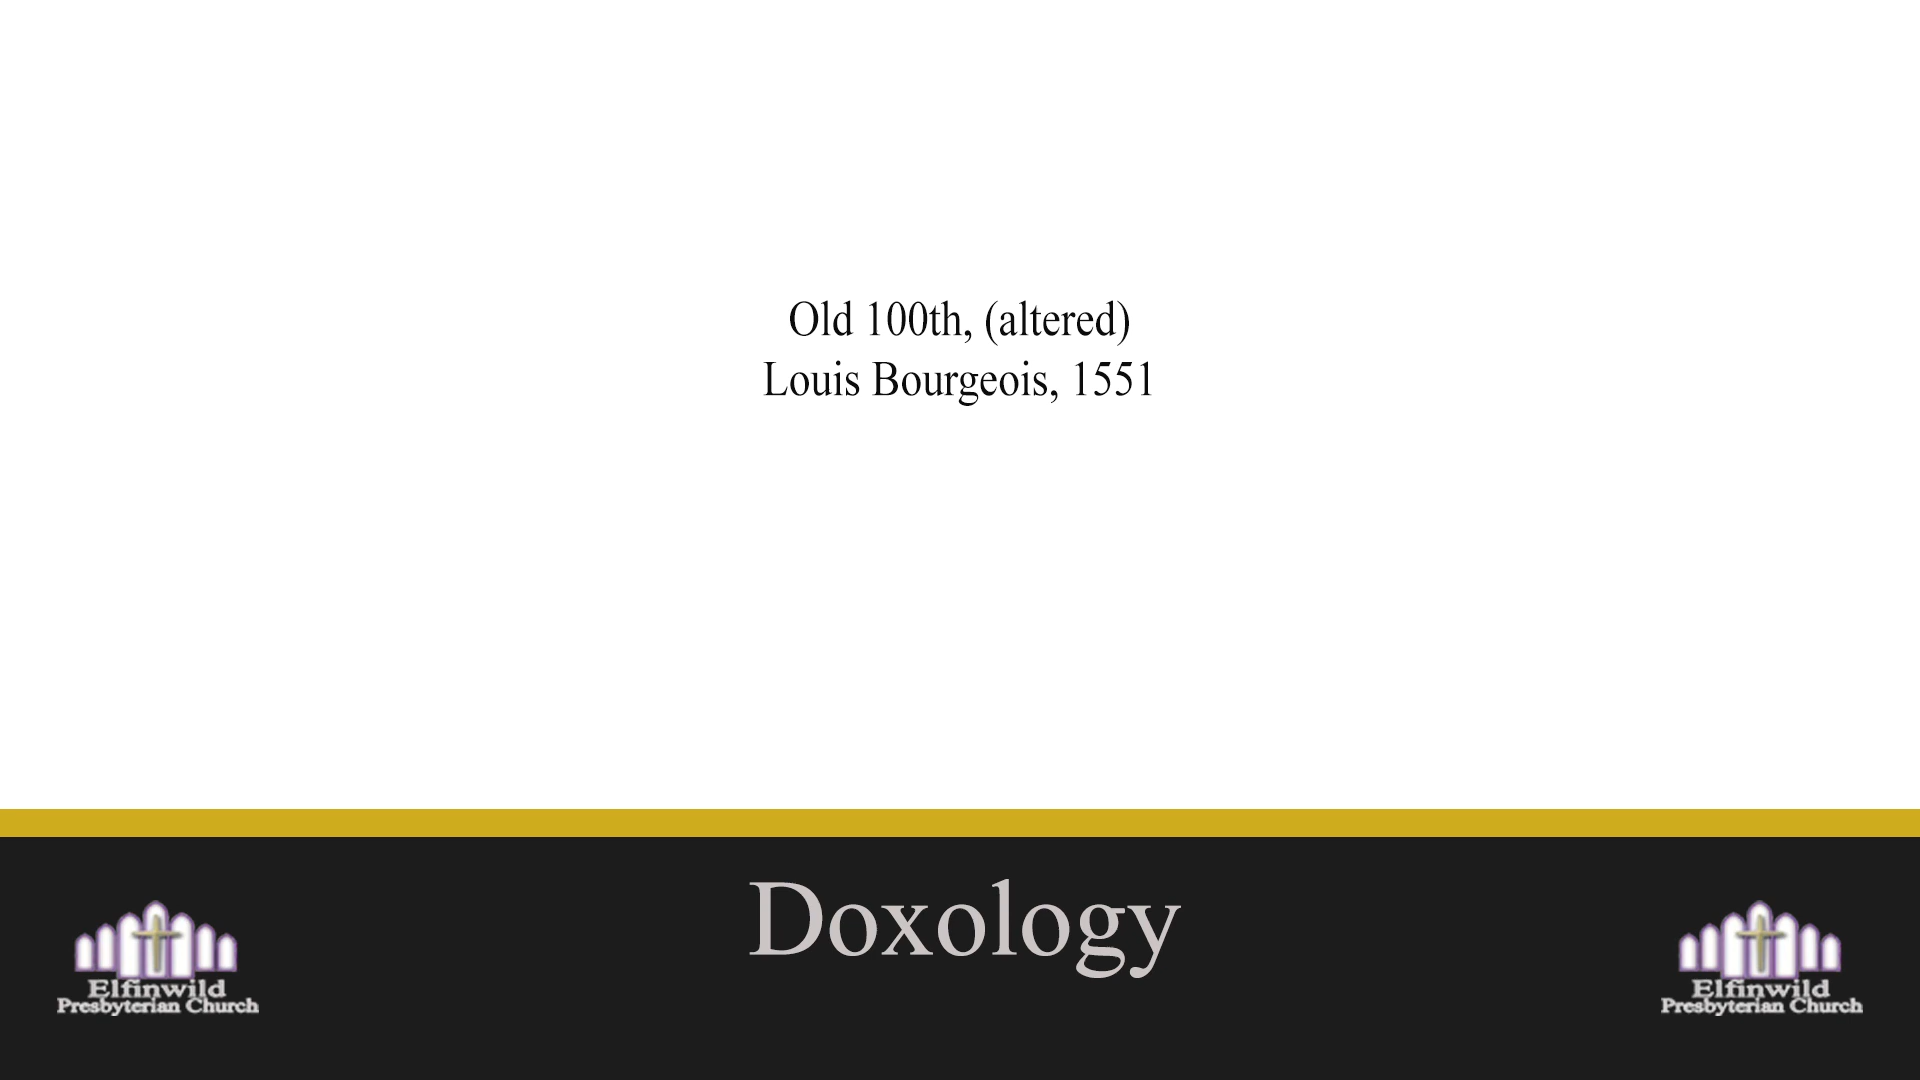 Old 100th, (altered)
Louis Bourgeois, 1551
Doxology
Elfinwild
Presbyterian Church
Elfinwild
Presbyterian Church